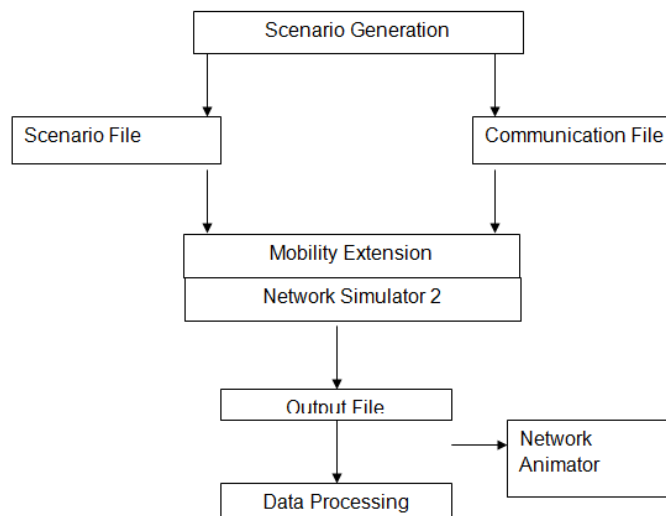 Scenario Generation
Scenario File
Communication File
Mobility Extension
Network Simulator 2
Output File
Network
Animator
Data Processing